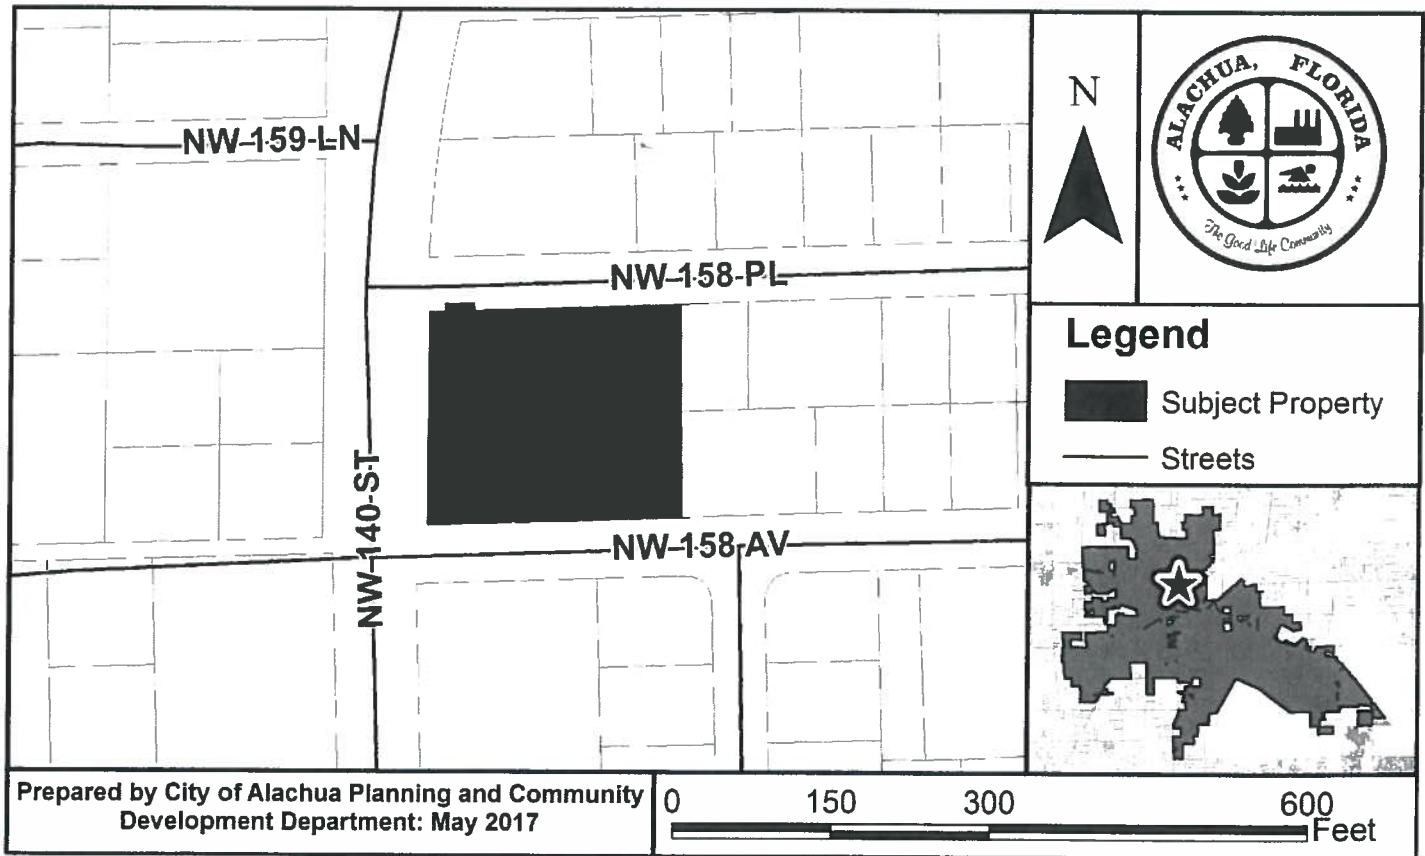 NW 159 LN
NW 158 PL
NW 140 ST
NW 158 AV
N
ALACHUA, FLORIDA
The Good Life Community
Legend
Subject Property
Streets
Prepared by City of Alachua Planning and Community
Development Department: May 2017
0 150 300 600
Feet